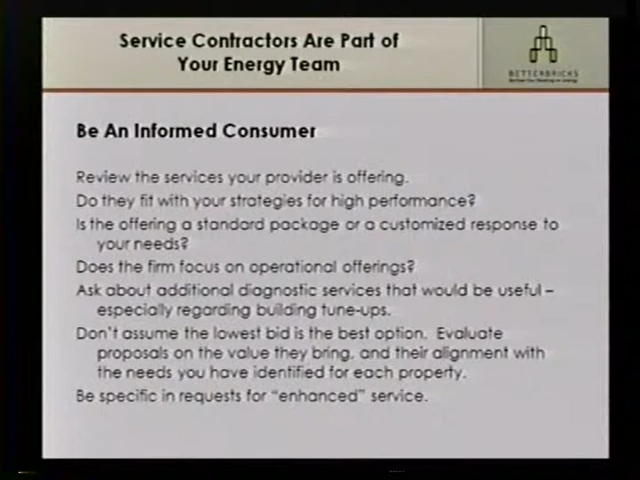 Service Contractors Are Part of
Your Energy Team
BETTERBRICKS
Be An Informed Consumer
Review the services your provider is offering.
Do they fit with your strategies for high performance?
Is the offering a standard package or a customized response to
your needs?
Does the firm focus on operational offerings?
Ask about additional diagnostic services that would be useful –
especially regarding building tune-ups.
Don't assume the lowest bid is the best option.  Evaluate
proposals on the value they bring, and their alignment with
the needs you have identified for each property.
Be specific in requests for “enhanced” service.